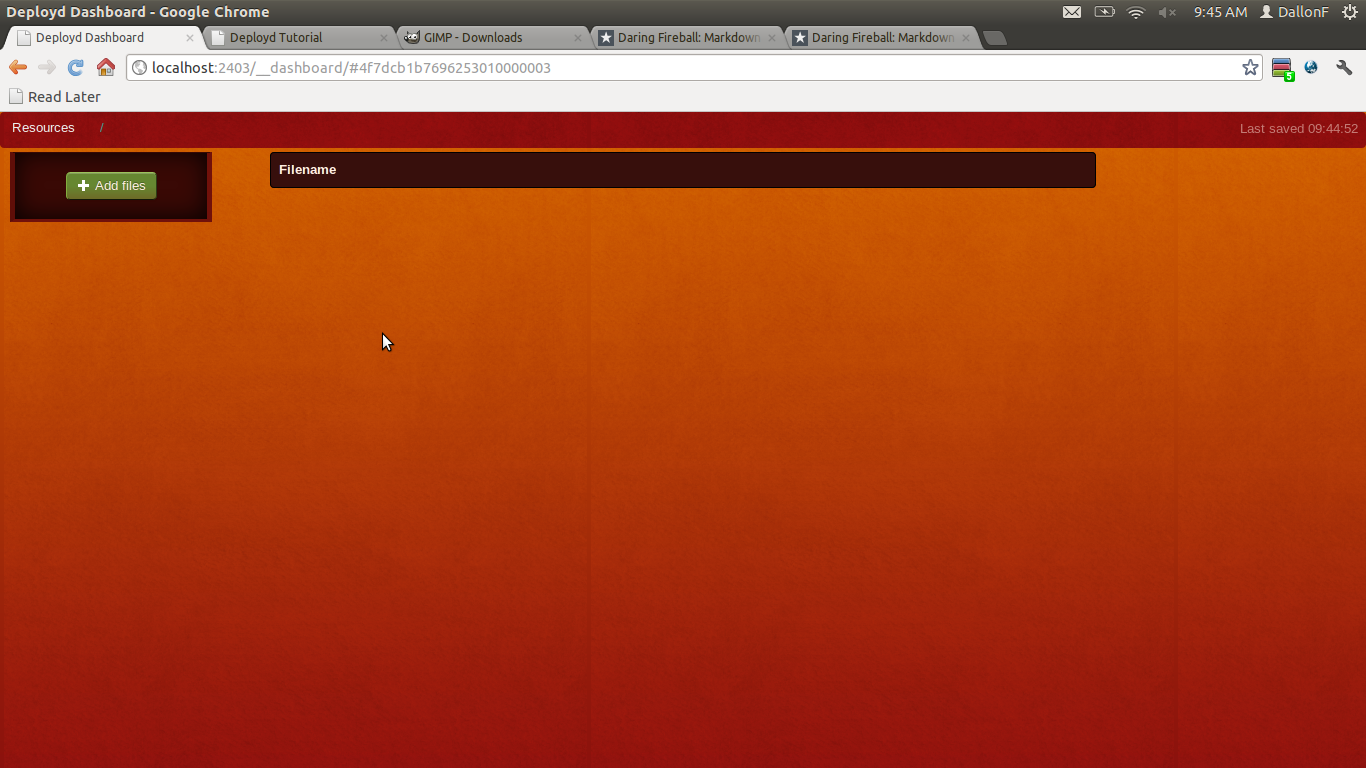 Deployd Dashboard - Google Chrome 9:45 AM DallonF
Deployd Dashboard Deployd Tutorial GIMP - Downloads Daring Fireball: Markdown Daring Fireball: Markdown
localhost:2403/__dashboard/#4f7dcb1b7696253010000003 5
Read Later
Resources / Last saved 09:44:52
Add files Filename